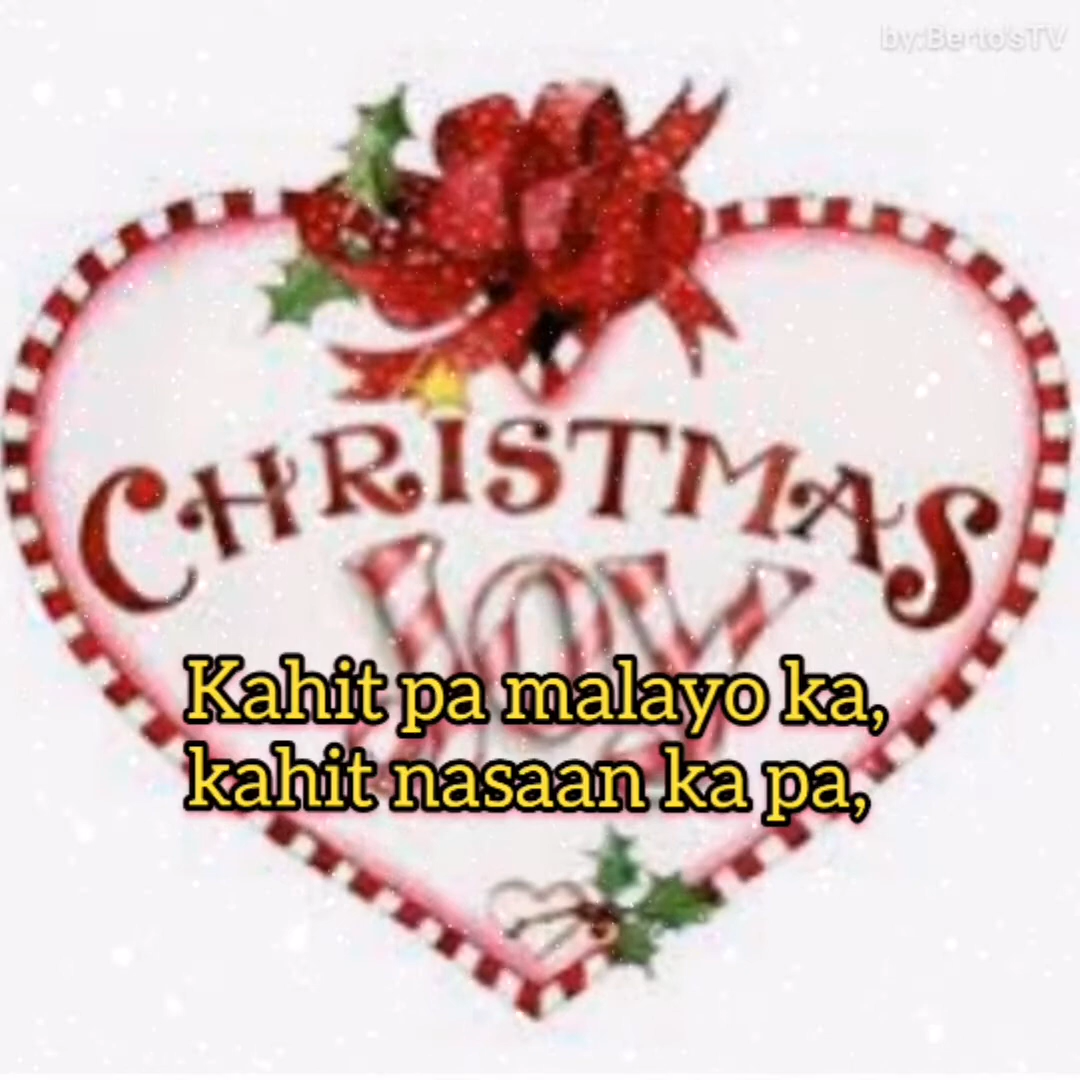 by:Berto'sTV
CHRISTMAS
JOY
Kahit pa malayo ka,
kahit nasaan ka pa,